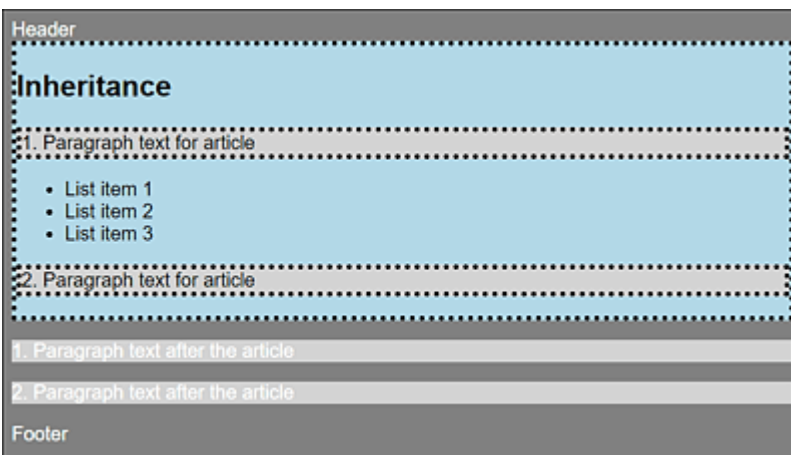 Header
Inheritance
1. Paragraph text for article
• List item 1
• List item 2
• List item 3
2. Paragraph text for article
1. Paragraph text after the article
2. Paragraph text after the article
Footer